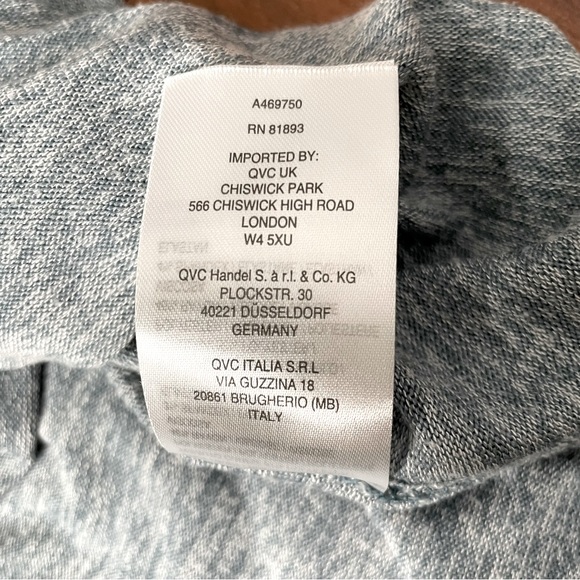 A469750
RN 81893
IMPORTED BY:
QVC UK
CHISWICK PARK
566 CHISWICK HIGH ROAD
LONDON
W4 5XU
QVC Handel S. à r.l. & Co. KG
PLOCKSTR. 30
40221 DÜSSELDORF
GERMANY
QVC ITALIA S.R.L
VIA GUZZINA 18
20861 BRUGHERIO (MB)
ITALY